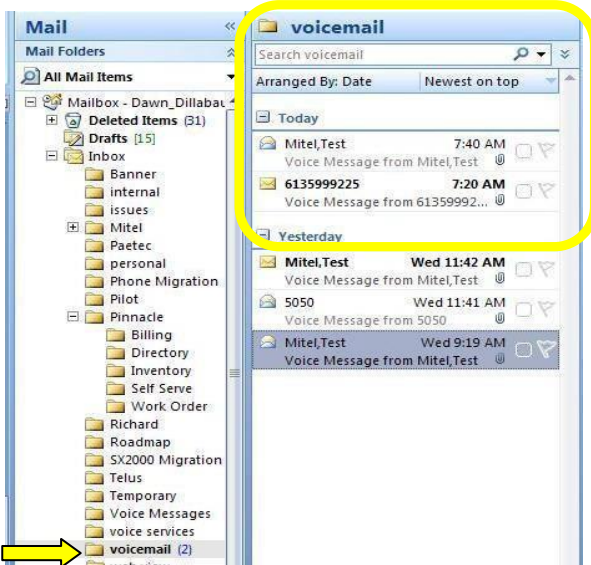 Mail
Mail Folders
All Mail Items
Mailbox - Dawn_Dillabau
Deleted Items (31)
Drafts [15]
Inbox
Banner
internal
issues
Mitel
Paetec
personal
Phone Migration
Pilot
Pinnacle
Billing
Directory
Inventory
Self Serve
Work Order
Richard
Roadmap
SX2000 Migration
Telus
Temporary
Voice Messages
voice services
voicemail (2)
voicemail
Search voicemail
Arranged By: Date Newest on top
Today
Mitel,Test 7:40 AM
Voice Message from Mitel,Test
6135999225 7:20 AM
Voice Message from 61359992...
Yesterday
Mitel,Test Wed 11:42 AM
Voice Message from Mitel,Test
5050 Wed 11:41 AM
Voice Message from 5050
Mitel,Test Wed 9:19 AM
Voice Message from Mitel,Test